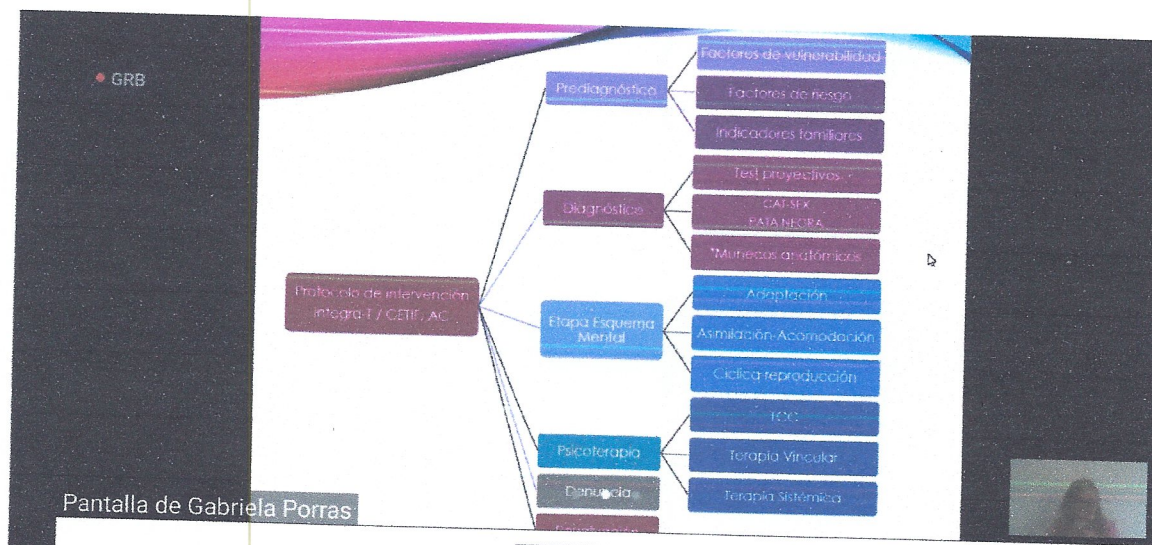 GRB
Factores de vulnerabilidad
Prediagnóstico
Factores de riesgo
Indicadores familiares
Test proyectivos
Diagnóstico
CAT-SEX
PATA NEGRA
*Muñecos anatómicos
Protocolo de intervención
Integra-T / CETIF, AC
Adaptación
Etapa Esquema
Mental
Asimilación-Acomodación
Cíclica reproducción
TCC
Psicoterapia
Terapia Vincular
Denuncia
Terapia Sistémica
Pantalla de Gabriela Porras